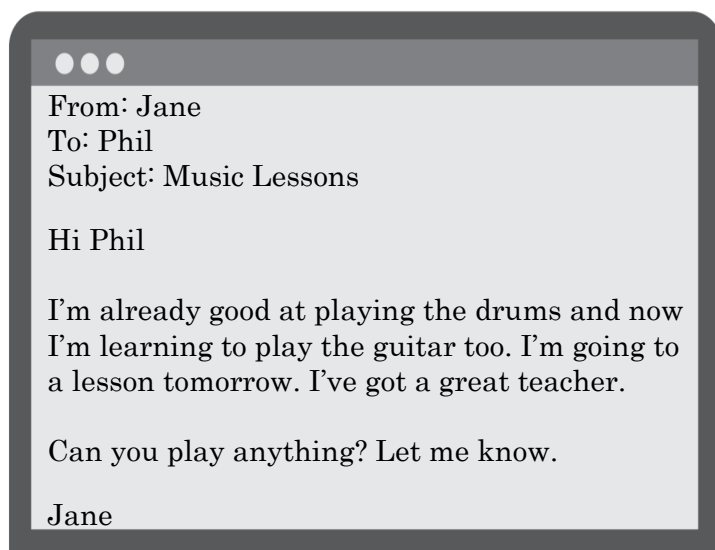 From: Jane
To: Phil
Subject: Music Lessons
Hi Phil
I’m already good at playing the drums and now
I’m learning to play the guitar too. I’m going to
a lesson tomorrow. I’ve got a great teacher.
Can you play anything? Let me know.
Jane